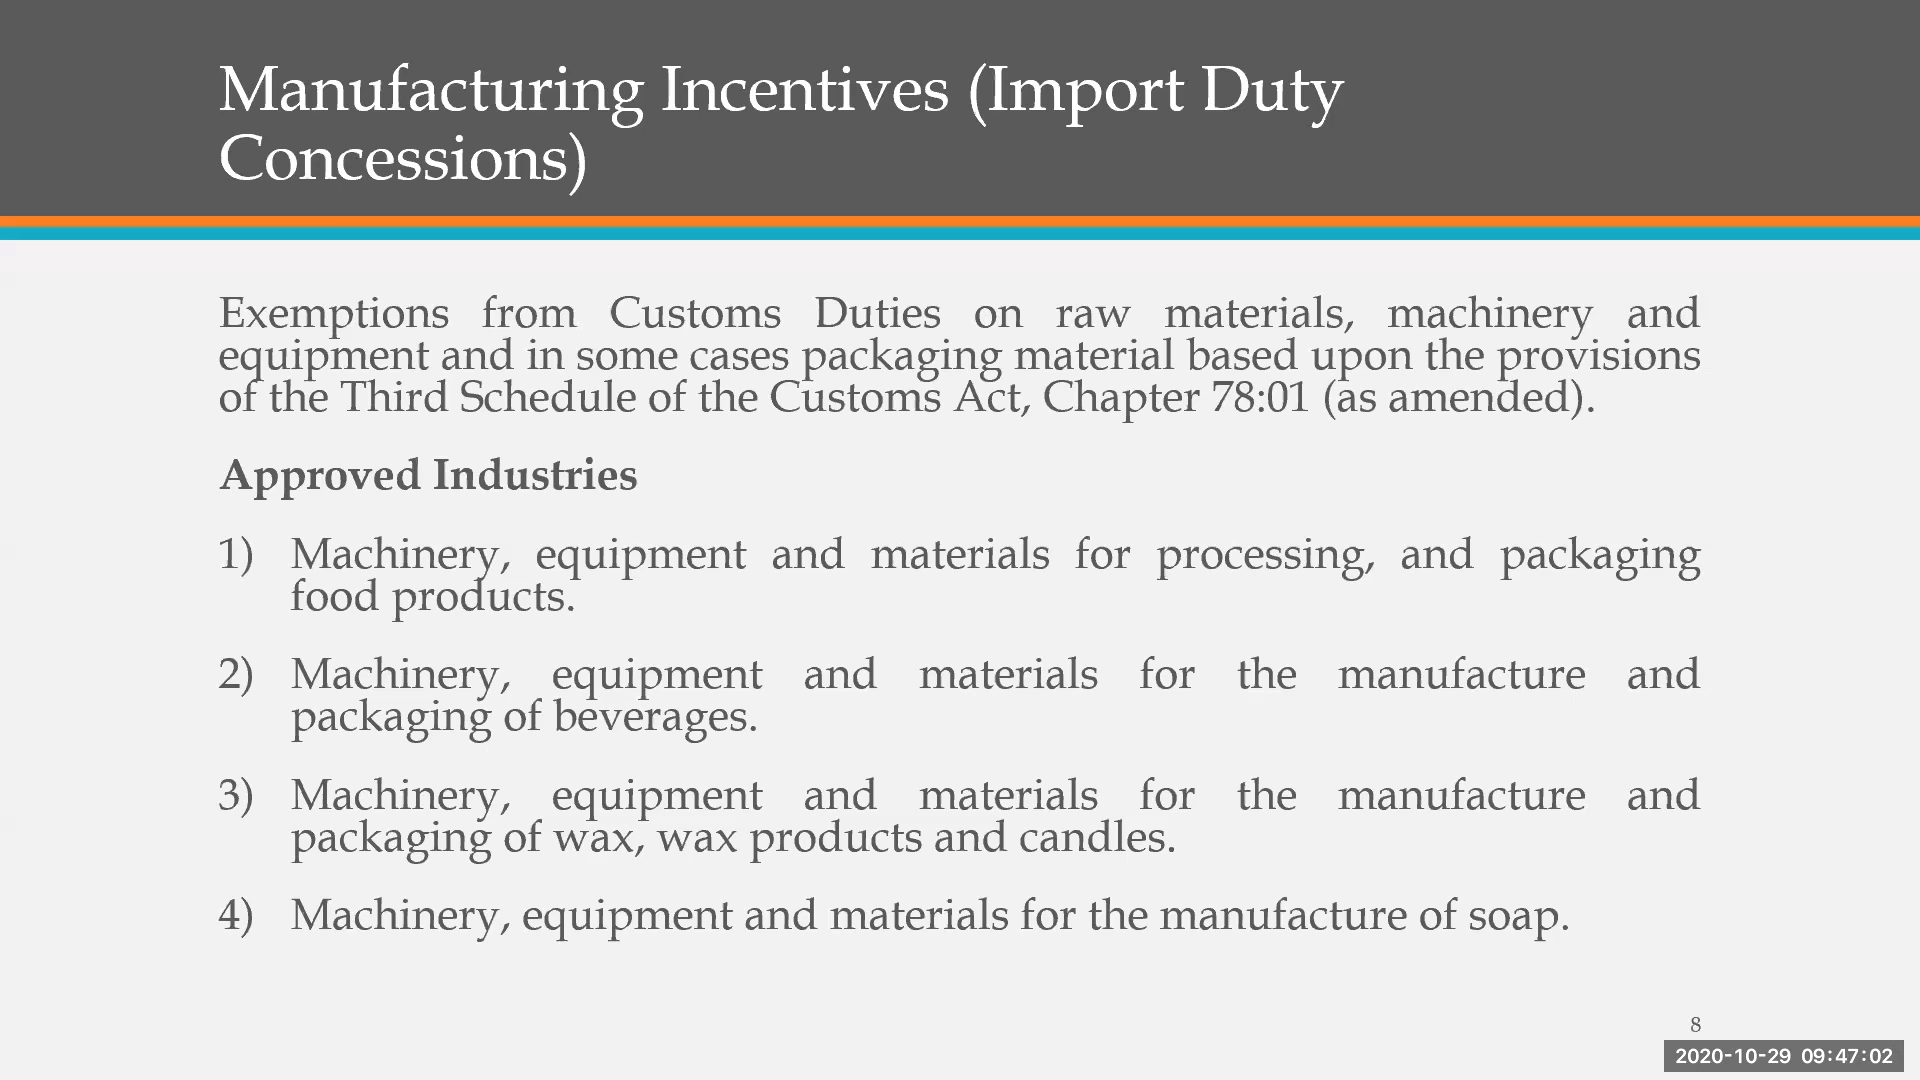 Manufacturing Incentives (Import Duty
Concessions)
Exemptions from Customs Duties on raw materials, machinery and
equipment and in some cases packaging material based upon the provisions
of the Third Schedule of the Customs Act, Chapter 78:01 (as amended).
Approved Industries
1) Machinery, equipment and materials for processing, and packaging
food products.
2) Machinery, equipment and materials for the manufacture and
packaging of beverages.
3) Machinery, equipment and materials for the manufacture and
packaging of wax, wax products and candles.
4) Machinery, equipment and materials for the manufacture of soap.
8
2020-10-29 09:47:02